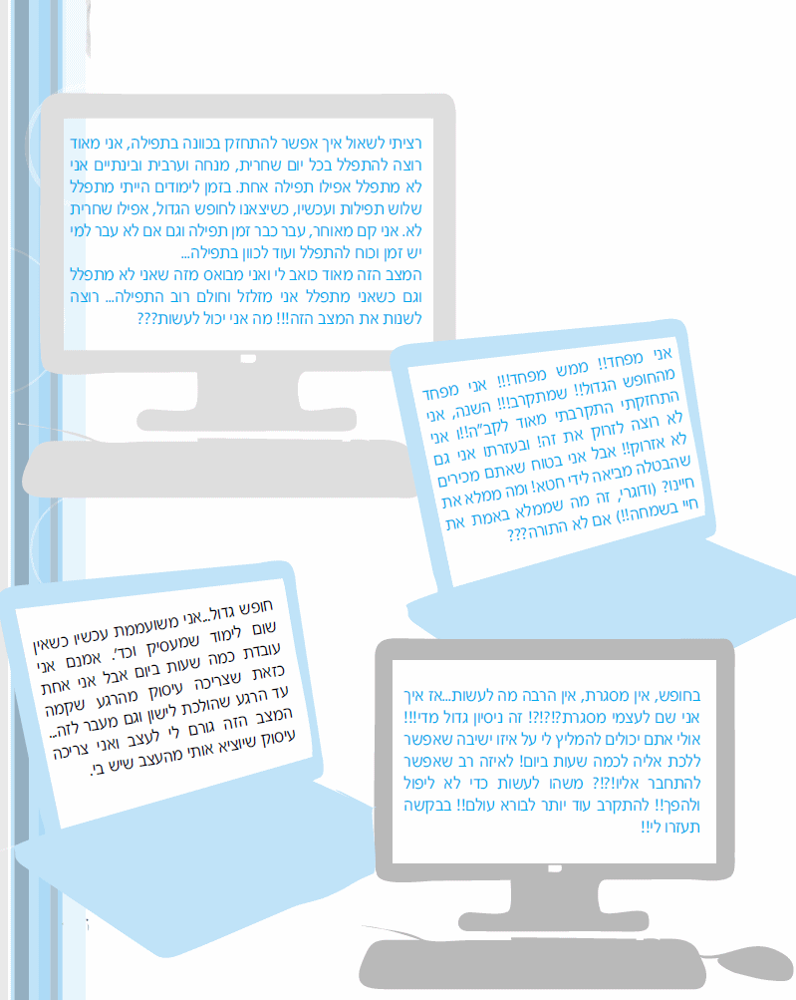 רציתי לשאול איך אפשר להתחזק בכוונה בתפילה, אני מאוד
רוצה להתפלל בכל יום שחרית, מנחה וערבית ובינתיים אני
לא מתפלל אפילו תפילה אחת. בזמן לימודים הייתי מתפלל
שלוש תפילות ועכשיו, כשיצאנו לחופש הגדול, אפילו שחרית
לא. אני קם מאוחר, עבר כבר זמן תפילה וגם אם לא עבר למי
יש זמן וכוח להתפלל ועוד לכוון בתפילה...
המצב הזה מאוד כואב לי ואני מבואס מזה שאני לא מתפלל
וגם כשאני מתפלל אני מזלזל וחולם רוב התפילה... רוצה
לשנות את המצב הזה!!! מה אני יכול לעשות???
אני מפחד!! ממש מפחד!!! אני מפחד
מהחופש הגדול!! שמתקרב!!! השנה, אני
התחזקתי התקרבתי מאוד לקב"ה!!ו אני
לא רוצה לזרוק את זה! ובעזרתו אני גם
לא אזרוק!! אבל אני בטוח שאתם מכירים
שהבטלה מביאה לידי חטא! ומה ממלא את
חיינו? (ודוגרי, זה מה שממלא באמת את
חיי בשמחה!!) אם לא התורה???
חופש גדול...אני משועממת עכשיו כשאין
שום לימוד שמעסיק וכד'. אמנם אני
עובדת כמה שעות ביום אבל אני אחת
כזאת שצריכה עיסוק מהרגע שקמה
עד הרגע שהולכת לישון וגם מעבר לזה...
המצב הזה גורם לי לעצב ואני צריכה
עיסוק שיוציא אותי מהעצב שיש בי.
בחופש, אין מסגרת, אין הרבה מה לעשות...אז איך
אני שם לעצמי מסגרת?!?!?! זה ניסיון גדול מדי!!!
אולי אתם יכולים להמליץ לי על איזו ישיבה שאפשר
ללכת אליה לכמה שעות ביום! לאיזה רב שאפשר
להתחבר אליו!?!? משהו לעשות כדי לא ליפול
ולהפך!! להתקרב עוד יותר לבורא עולם!! בבקשה
תעזרו לי!!